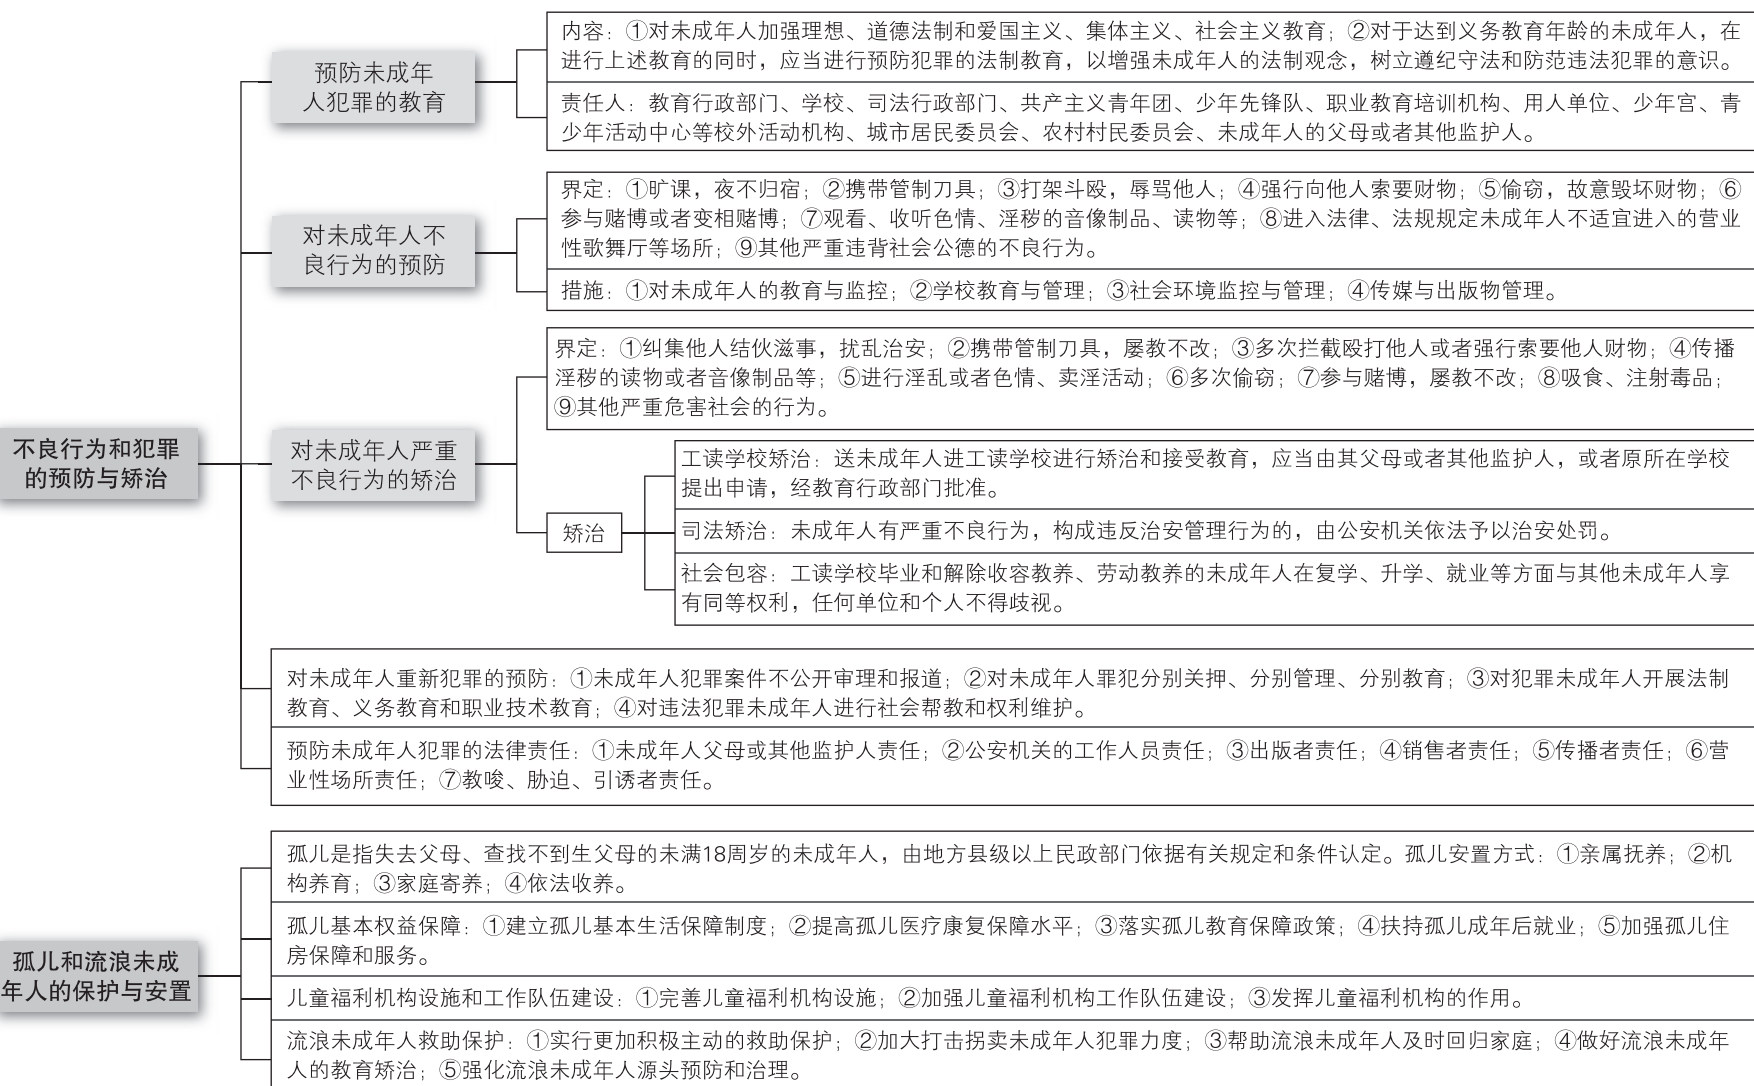 不良行为和犯罪
的预防与矫治
预防未成年
人犯罪的教育
内容：①对未成年人加强理想、道德法制和爱国主义、集体主义、社会主义教育；②对于达到义务教育年龄的未成年人，在
进行上述教育的同时，应当进行预防犯罪的法制教育，以增强未成年人的法制观念，树立遵纪守法和防范违法犯罪的意识。
责任人：教育行政部门、学校、司法行政部门、共产主义青年团、少年先锋队、职业教育培训机构、用人单位、少年宫、青
少年活动中心等校外活动机构、城市居民委员会、农村村民委员会、未成年人的父母或者其他监护人。
对未成年人不
良行为的预防
界定：①旷课，夜不归宿；②携带管制刀具；③打架斗殴，辱骂他人；④强行向他人索要财物；⑤偷窃，故意毁坏财物；⑥
参与赌博或者变相赌博；⑦观看、收听色情、淫秽的音像制品、读物等；⑧进入法律、法规规定未成年人不适宜进入的营业
性歌舞厅等场所；⑨其他严重违背社会公德的不良行为。
措施：①对未成年人的教育与监控；②学校教育与管理；③社会环境监控与管理；④传媒与出版物管理。
对未成年人严重
不良行为的矫治
界定：①纠集他人结伙滋事，扰乱治安；②携带管制刀具，屡教不改；③多次拦截殴打他人或者强行索要他人财物；④传播
淫秽的读物或者音像制品等；⑤进行淫乱或者色情、卖淫活动；⑥多次偷窃；⑦参与赌博，屡教不改；⑧吸食、注射毒品；
⑨其他严重危害社会的行为。
矫治
工读学校矫治：送未成年人进工读学校进行矫治和接受教育，应当由其父母或者其他监护人，或者原所在学校
提出申请，经教育行政部门批准。
司法矫治：未成年人有严重不良行为，构成违反治安管理行为的，由公安机关依法予以治安处罚。
社会包容：工读学校毕业和解除收容教养、劳动教养的未成年人在复学、升学、就业等方面与其他未成年人享
有同等权利，任何单位和个人不得歧视。
对未成年人重新犯罪的预防：①未成年人犯罪案件不公开审理和报道；②对未成年人罪犯分别关押、分别管理、分别教育；③对犯罪未成年人开展法制
教育、义务教育和职业技术教育；④对违法犯罪未成年人进行社会帮教和权利维护。
预防未成年人犯罪的法律责任：①未成年人父母或其他监护人责任；②公安机关的工作人员责任；③出版者责任；④销售者责任；⑤传播者责任；⑥营
业性场所责任；⑦教唆、胁迫、引诱者责任。
孤儿和流浪未成
年人的保护与安置
孤儿是指失去父母、查找不到生父母的未满18周岁的未成年人，由地方县级以上民政部门依据有关规定和条件认定。孤儿安置方式：①亲属抚养；②机
构养育；③家庭寄养；④依法收养。
孤儿基本权益保障：①建立孤儿基本生活保障制度；②提高孤儿医疗康复保障水平；③落实孤儿教育保障政策；④扶持孤儿成年后就业；⑤加强孤儿住
房保障和服务。
儿童福利机构设施和工作队伍建设：①完善儿童福利机构设施；②加强儿童福利机构工作队伍建设；③发挥儿童福利机构的作用。
流浪未成年人救助保护：①实行更加积极主动的救助保护；②加大打击拐卖未成年人犯罪力度；③帮助流浪未成年人及时回归家庭；④做好流浪未成年
人的教育矫治；⑤强化流浪未成年人源头预防和治理。